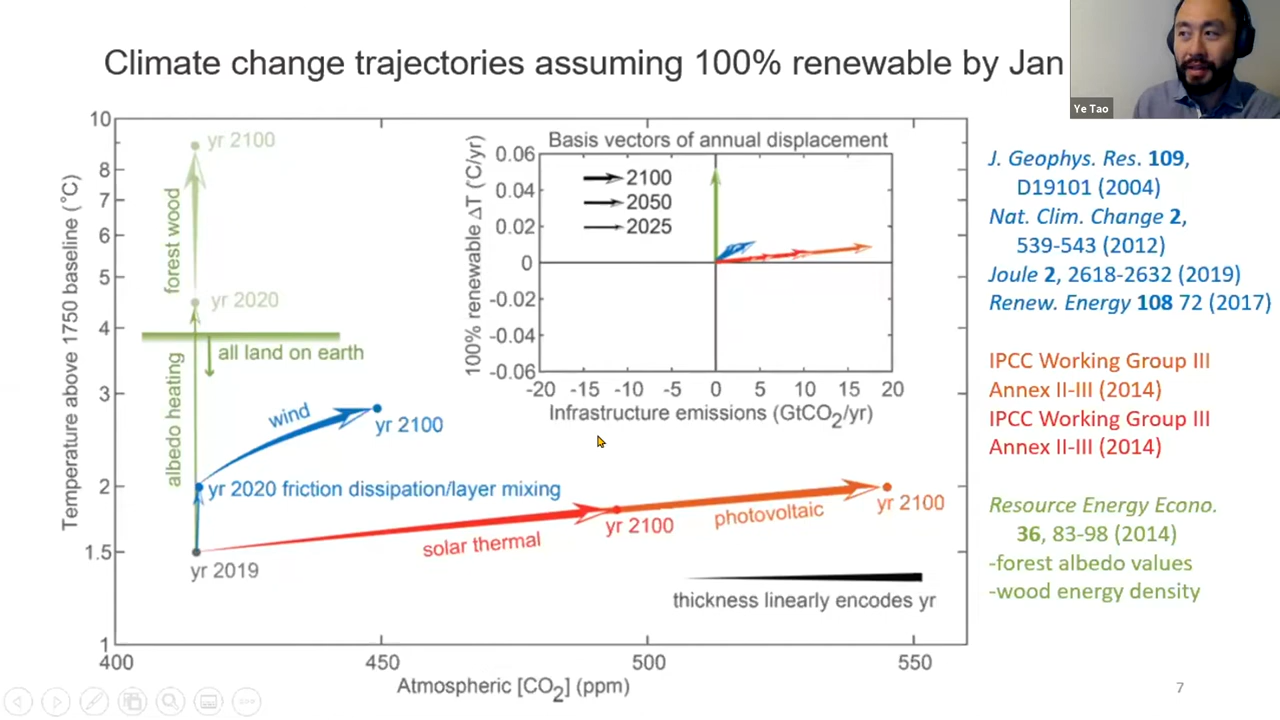 Climate change trajectories assuming 100% renewable by Jan
Ye Tao
10
8
7
6
5
4
3
2
1.5
1
Temperature above 1750 baseline (°C)
400
450
500
550
Atmospheric [CO2] (ppm)
yr 2100
forest wood
yr 2020
all land on earth
albedo heating
wind
yr 2100
yr 2020 friction dissipation/layer mixing
yr 2019
solar thermal
yr 2100
photovoltaic
yr 2100
thickness linearly encodes yr
Basis vectors of annual displacement
0.06
0.04
0.02
0
-0.02
-0.04
-0.06
100% renewable ΔT (°C/yr)
2100
2050
2025
-20 -15 -10 -5 0 5 10 15 20
Infrastructure emissions (GtCO2/yr)
J. Geophys. Res. 109,
D19101 (2004)
Nat. Clim. Change 2,
539-543 (2012)
Joule 2, 2618-2632 (2019)
Renew. Energy 108 72 (2017)
IPCC Working Group III
Annex II-III (2014)
IPCC Working Group III
Annex II-III (2014)
Resource Energy Econo.
36, 83-98 (2014)
-forest albedo values
-wood energy density
7